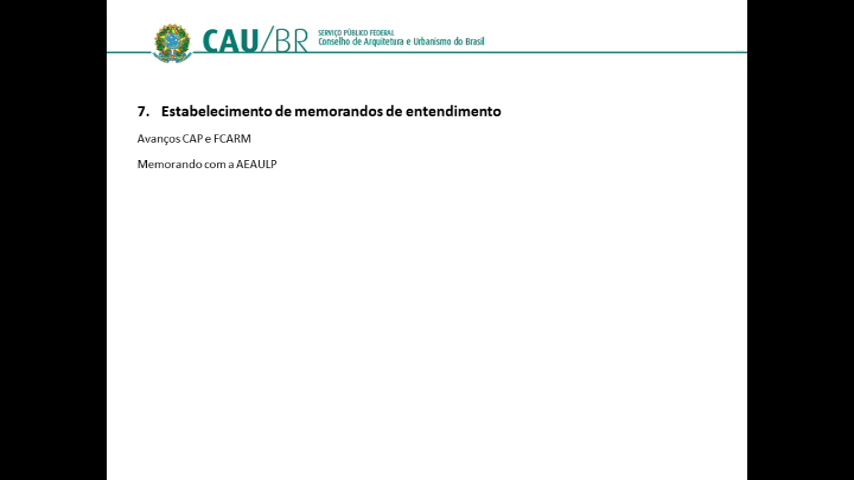 CAU/BR
SERVIÇO PÚBLICO FEDERAL
Conselho de Arquitetura e Urbanismo do Brasil
7. Estabelecimento de memorandos de entendimento
Avanços CAP e FCARM
Memorando com a AEAULP